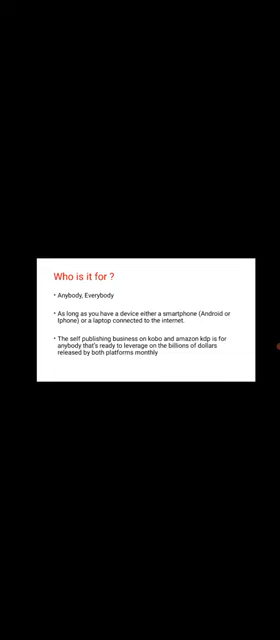 Who is it for ?
• Anybody, Everybody
• As long as you have a device either a smartphone (Android or
Iphone) or a laptop connected to the internet.
• The self publishing business on kobo and amazon kdp is for
anybody that's ready to leverage on the billions of dollars
released by both platforms monthly